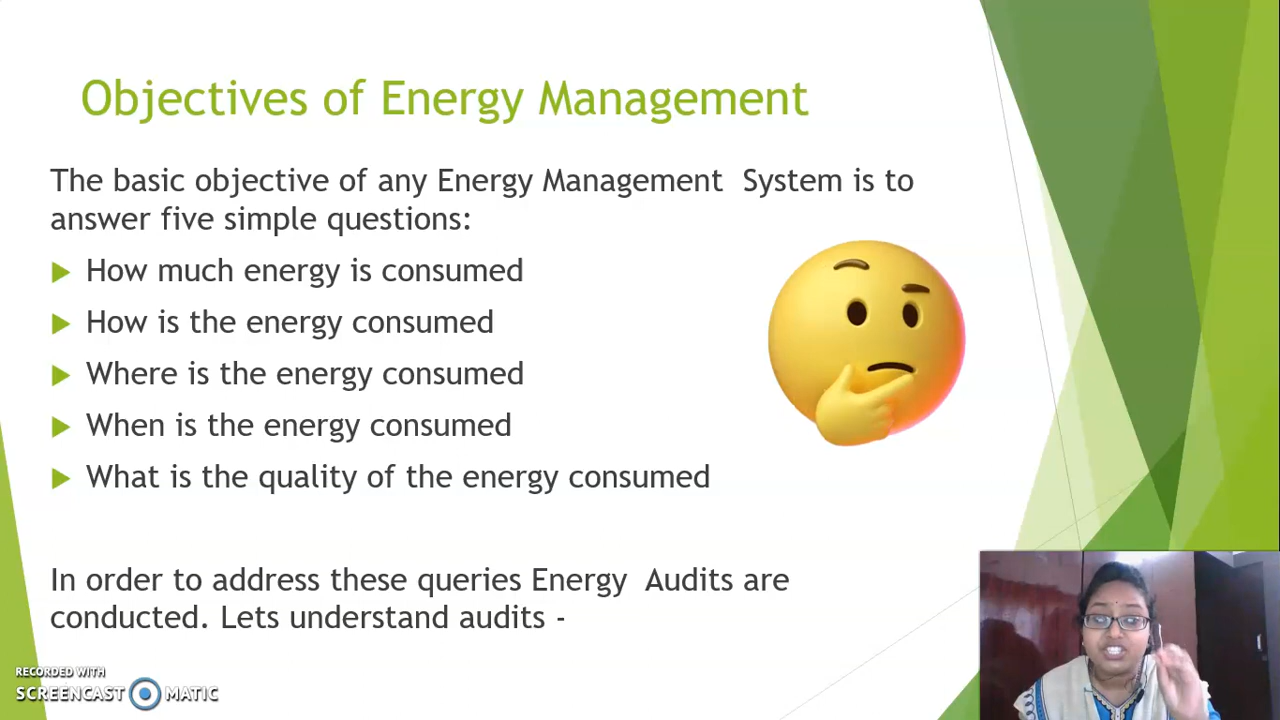 Objectives of Energy Management
The basic objective of any Energy Management System is to
answer five simple questions:
How much energy is consumed
How is the energy consumed
Where is the energy consumed
When is the energy consumed
What is the quality of the energy consumed
In order to address these queries Energy Audits are
conducted. Lets understand audits -
RECORDED WITH
SCREENCAST MATIC